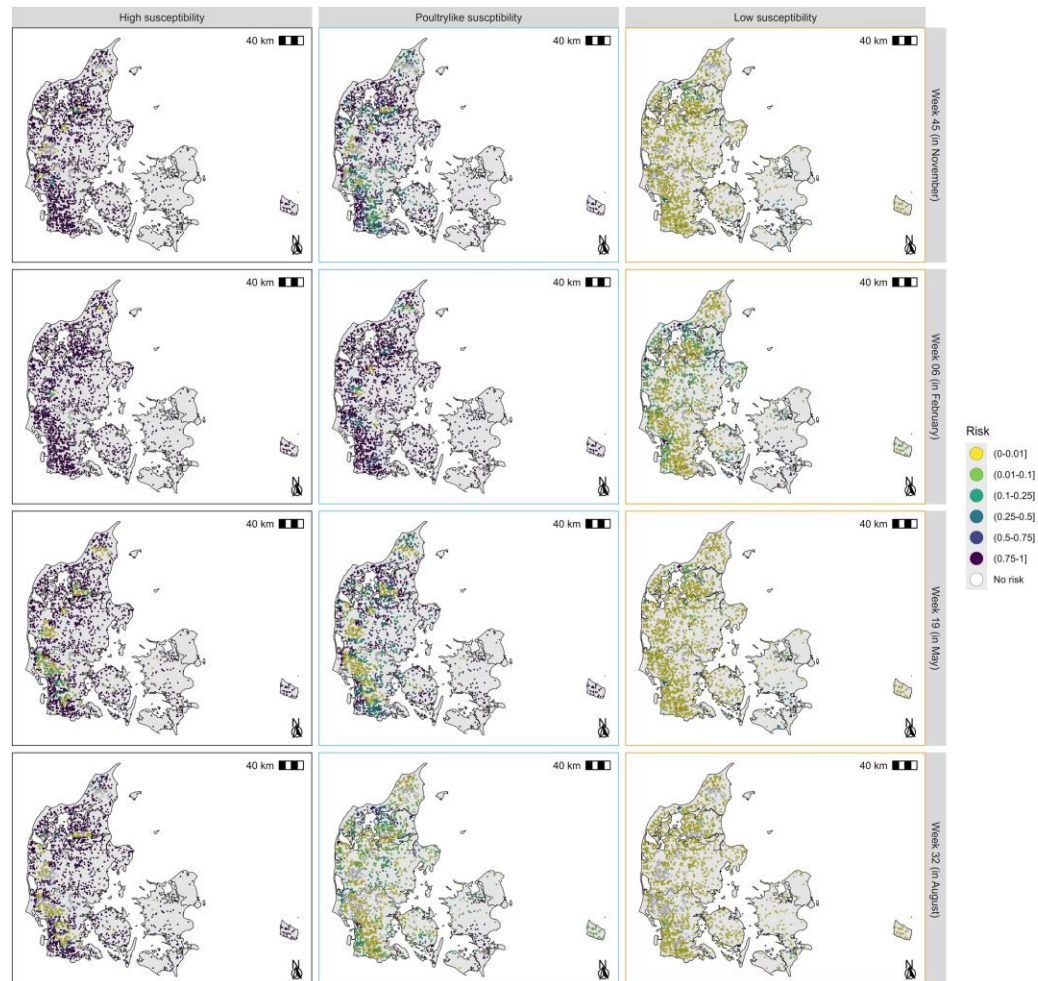 High susceptibility
Poultrylike suscptibility
Low susceptibility
40 km
40 km
40 km
Week 45 (in November)
N
N
N
40 km
40 km
40 km
Week 06 (in February)
N
N
N
40 km
40 km
40 km
Week 19 (in May)
N
N
N
40 km
40 km
40 km
Week 32 (in August)
N
N
N
Risk
(0-0.01]
(0.01-0.1]
(0.1-0.25]
(0.25-0.5]
(0.5-0.75]
(0.75-1]
No risk